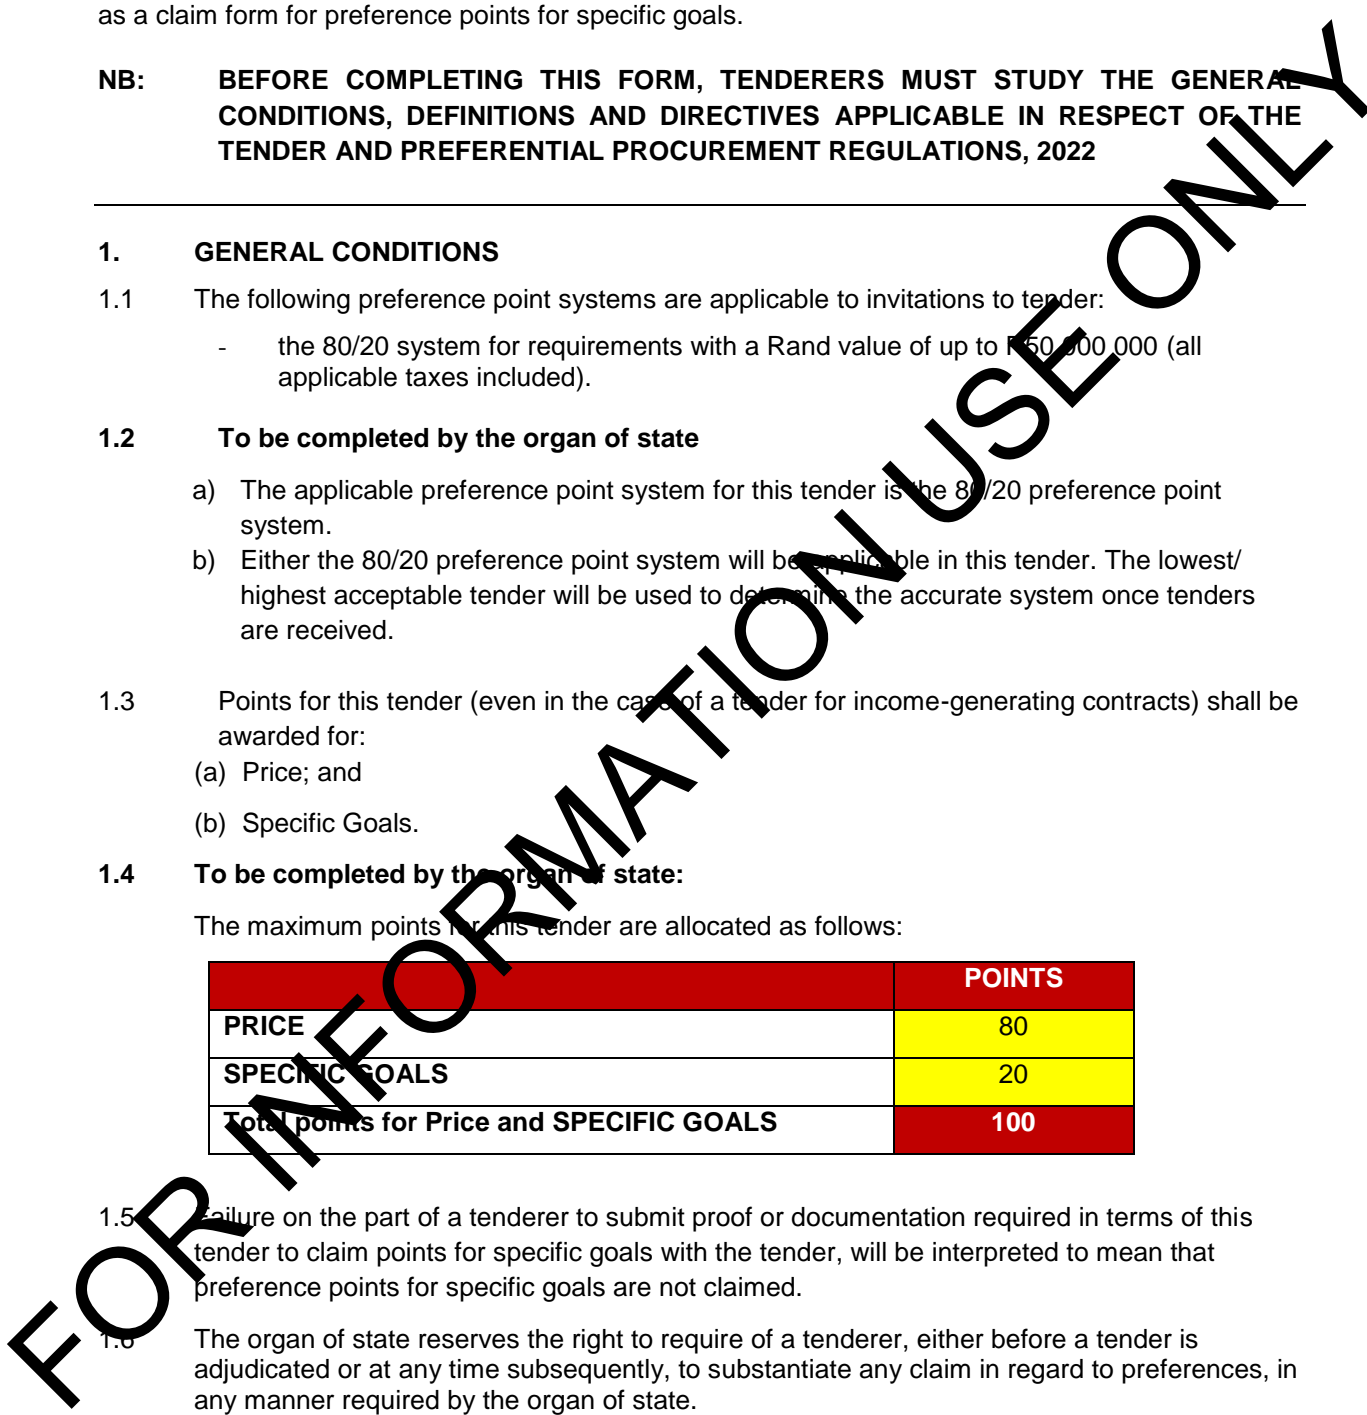 as a claim form for preference points for specific goals.
NB: BEFORE COMPLETING THIS FORM, TENDERERS MUST STUDY THE GENERAL
CONDITIONS, DEFINITIONS AND DIRECTIVES APPLICABLE IN RESPECT OF THE
TENDER AND PREFERENTIAL PROCUREMENT REGULATIONS, 2022
1. GENERAL CONDITIONS
1.1 The following preference point systems are applicable to invitations to tender:
- the 80/20 system for requirements with a Rand value of up to R50 000 000 (all
applicable taxes included).
1.2 To be completed by the organ of state
a) The applicable preference point system for this tender is the 80/20 preference point
system.
b) Either the 80/20 preference point system will be applicable in this tender. The lowest/
highest acceptable tender will be used to determine the accurate system once tenders
are received.
1.3 Points for this tender (even in the case of a tender for income-generating contracts) shall be
awarded for:
(a) Price; and
(b) Specific Goals.
1.4 To be completed by the organ of state:
The maximum points for this tender are allocated as follows:
POINTS
PRICE 80
SPECIFIC GOALS 20
Total points for Price and SPECIFIC GOALS 100
1.5 Failure on the part of a tenderer to submit proof or documentation required in terms of this
tender to claim points for specific goals with the tender, will be interpreted to mean that
preference points for specific goals are not claimed.
1.6 The organ of state reserves the right to require of a tenderer, either before a tender is
adjudicated or at any time subsequently, to substantiate any claim in regard to preferences, in
any manner required by the organ of state.
FOR INFORMATION USE ONLY